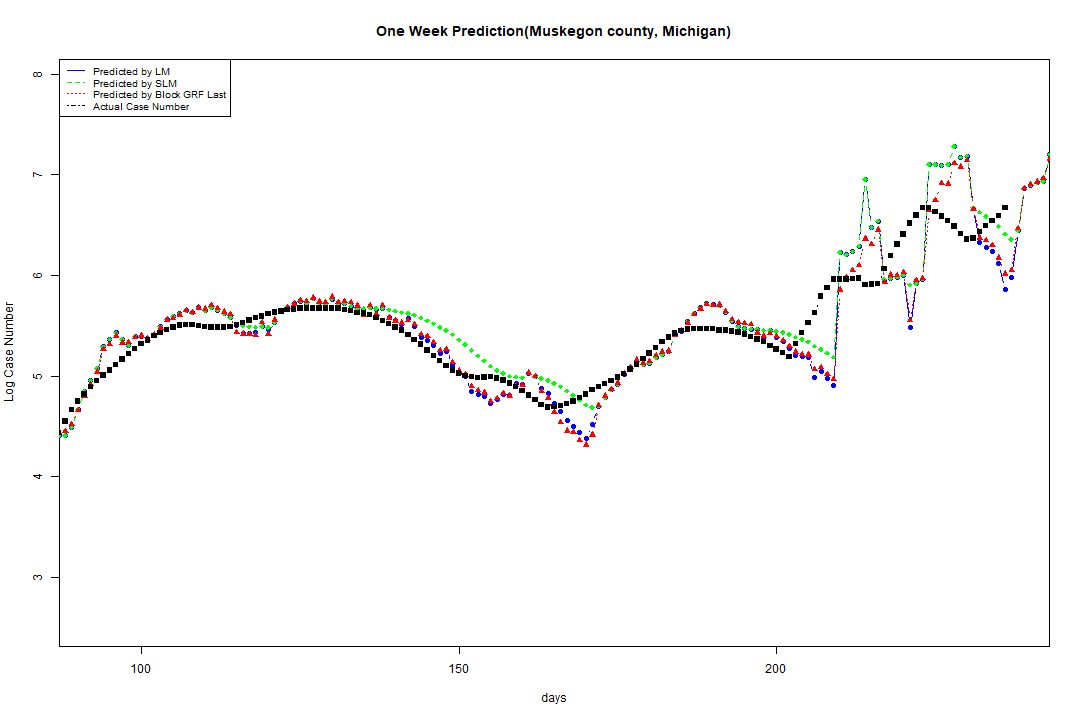 One Week Prediction(Muskegon county, Michigan)
Predicted by LM
Predicted by SLM
Predicted by Block GRF Last
Actual Case Number
8
7
6
5
4
3
Log Case Number
100 150 200
days